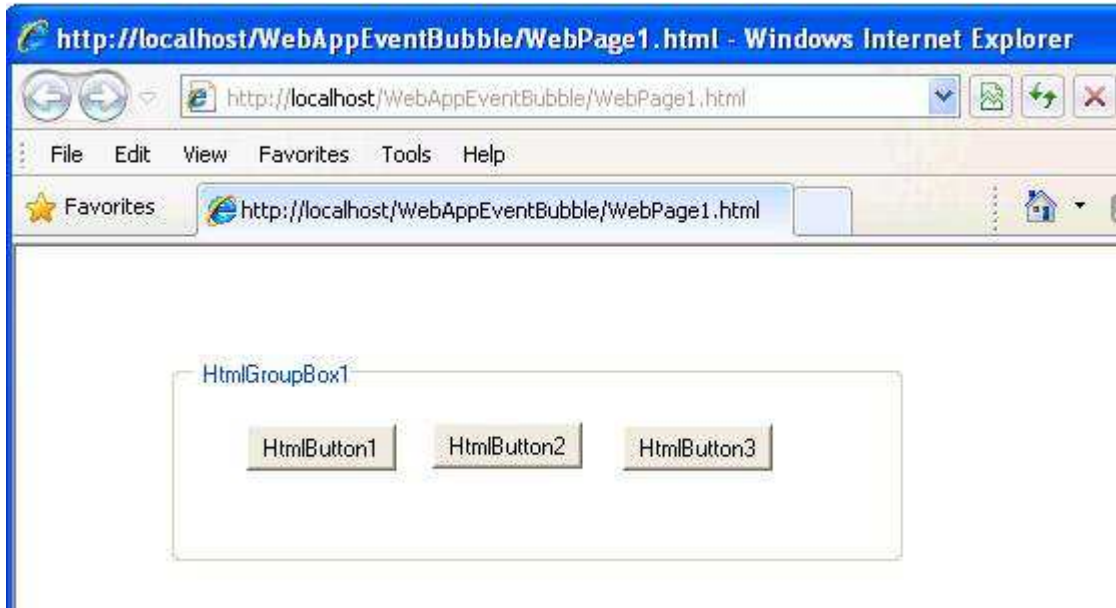 http://localhost/WebAppEventBubble/WebPage1.html - Windows Internet Explorer
http://localhost/WebAppEventBubble/WebPage1.html
File Edit View Favorites Tools Help
Favorites http://localhost/WebAppEventBubble/WebPage1.html
HtmlGroupBox1
HtmlButton1 HtmlButton2 HtmlButton3